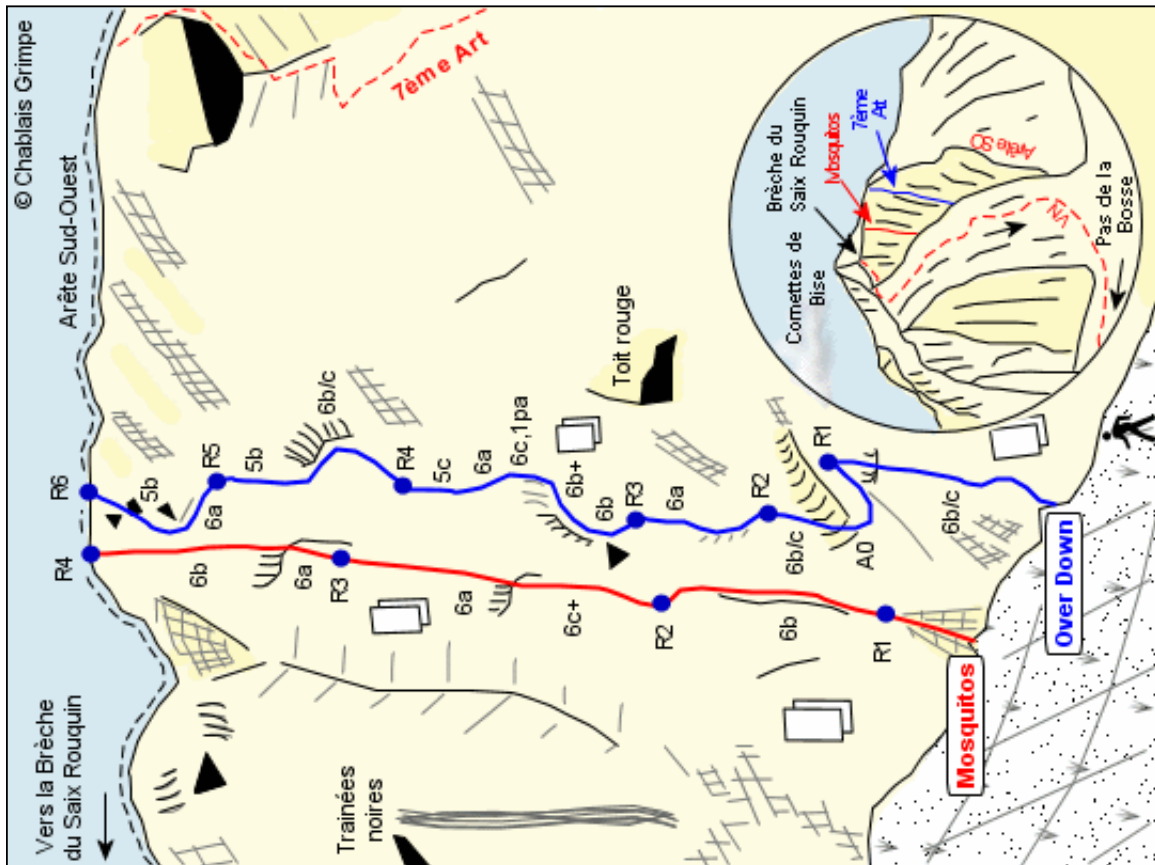 © Chablais Grimpe
Vers la Brèche
du Saix Rouquin
Arête Sud-Ouest
R4
R6
5b
6b
6a
R5
5b
7ème Art
6a
R3
6b/c
R4
Trainées
noires
6a
5c
6a
6c,1pa
6c+
6b+
6b
Toit rouge
R3
R2
6a
R2
6b
6b/c
R1
A0
R1
6b/c
Mosquitos
Over Down
Brèche du
Saix Rouquin
Mosquitos
7ème
At
Cornettes de
Bise
Arête SO
VN
Pas de la
Bosse